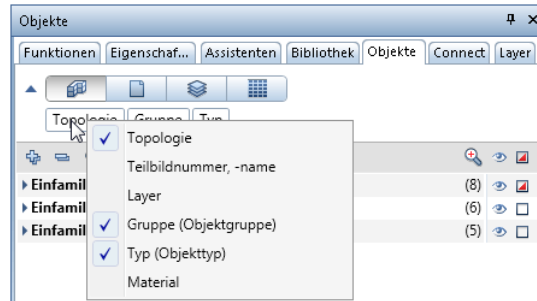 Objekte
Funktionen Eigenschaf... Assistenten Bibliothek Objekte Connect Layer
Topologie Gruppe Typ
Topologie
Teilbildnummer, -name
Layer
Einfamil (8)
Gruppe (Objektgruppe)
Einfamil (6)
Typ (Objekttyp)
Einfamil (5)
Material